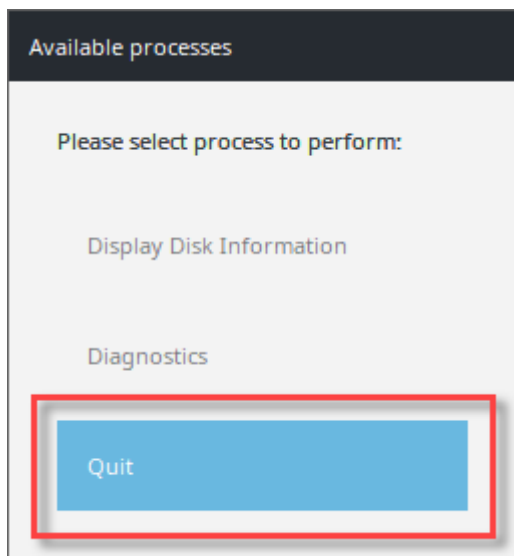 Available processes
Please select process to perform:
Display Disk Information
Diagnostics
Quit